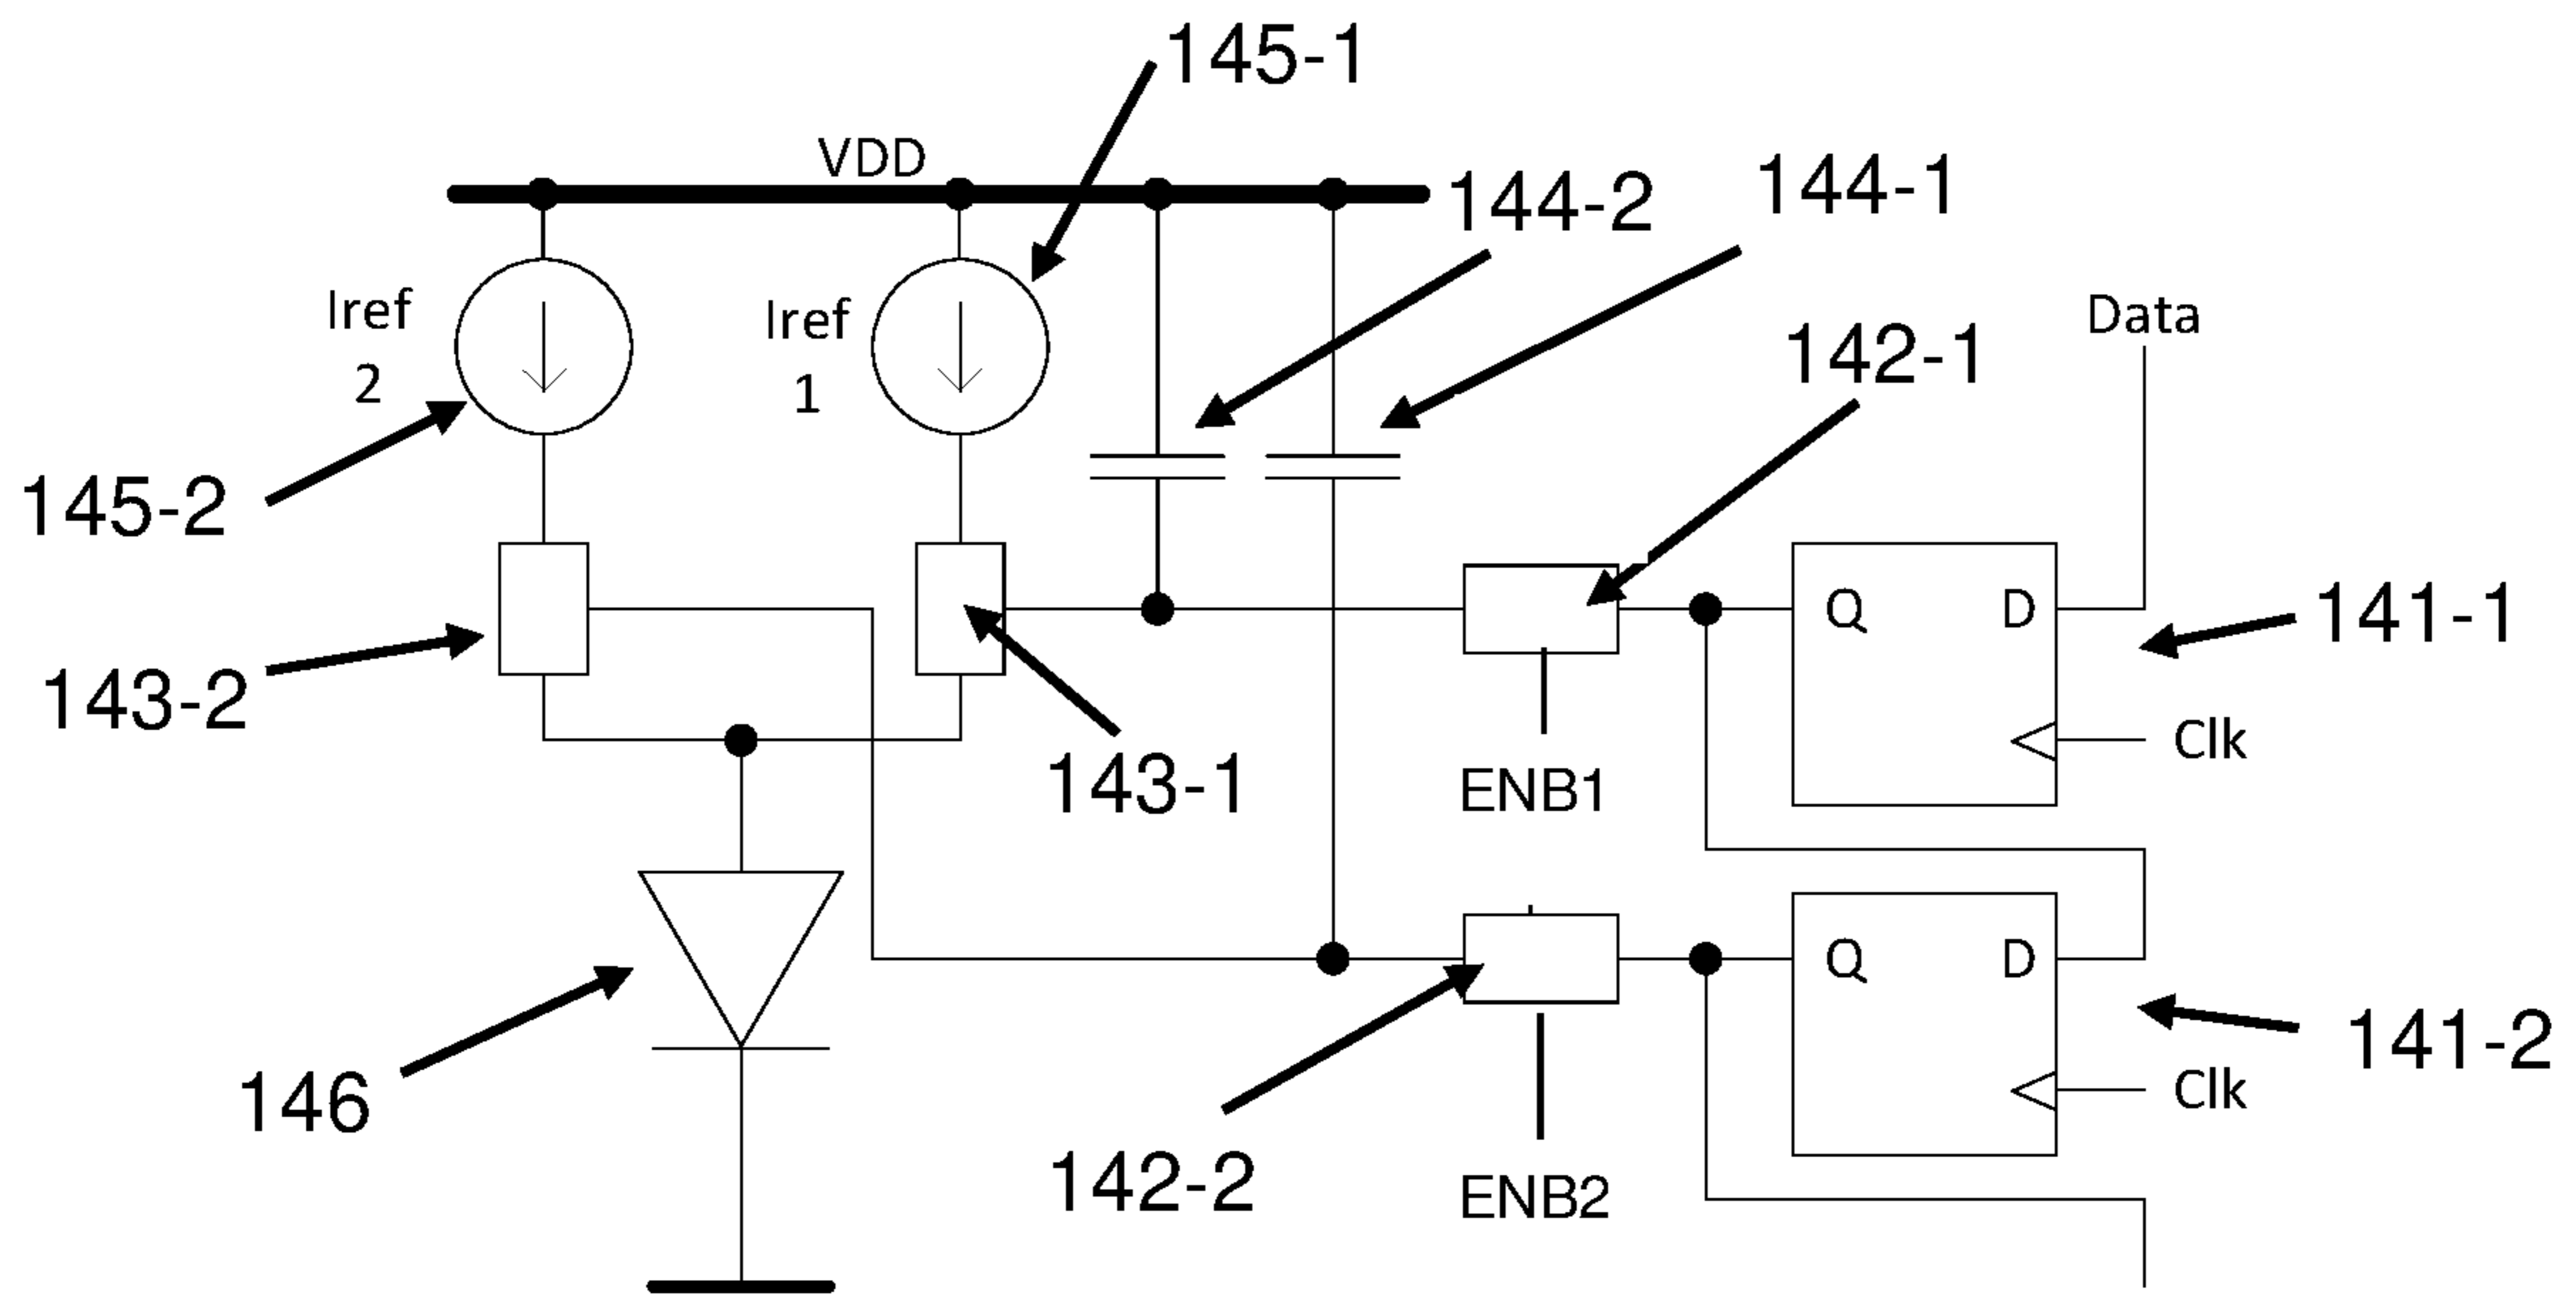 145-1
VDD
144-2
144-1
Iref
2
Iref
1
Data
142-1
145-2
Q
D
141-1
143-2
143-1
Clk
ENB1
146
Q
D
141-2
Clk
142-2
ENB2